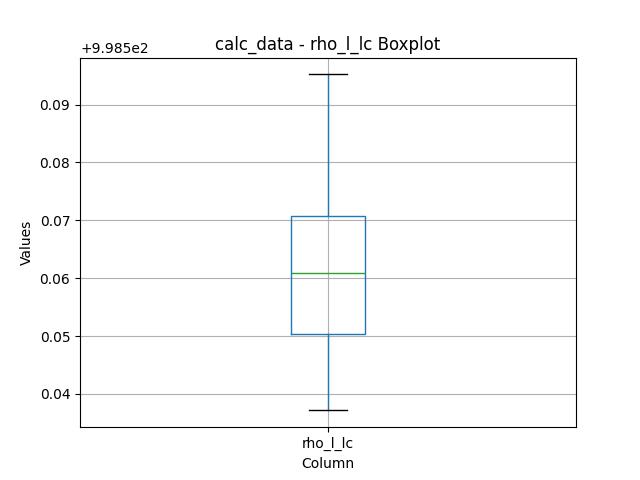 calc_data - rho_l_lc Boxplot
+9.985e2
0.09
0.08
0.07
0.06
0.05
0.04
Values
rho_l_lc
Column